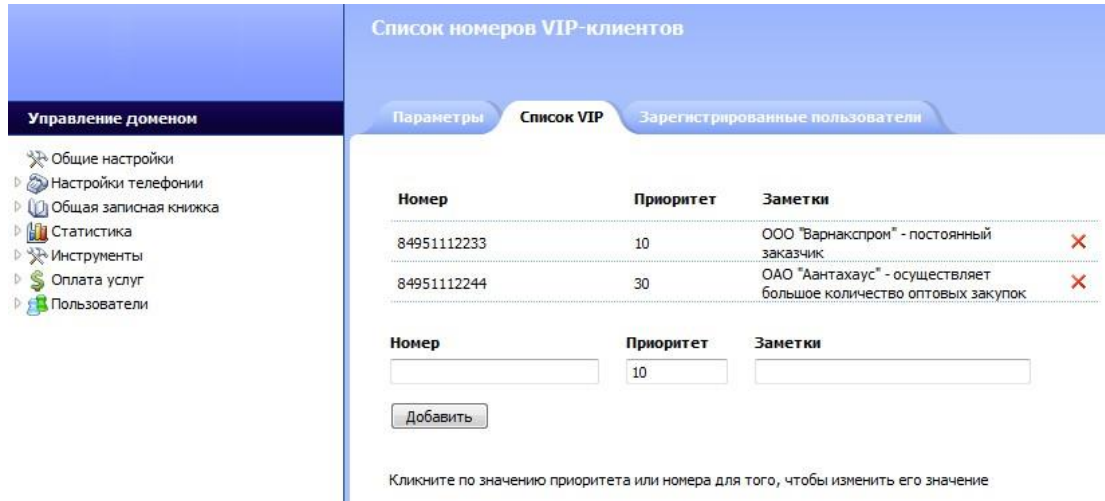 Список номеров VIP-клиентов
Управление доменом
Параметры Список VIP Зарегистрированные пользователи
Общие настройки
Настройки телефонии
Общая записная книжка
Статистика
Инструменты
Оплата услуг
Пользователи
Номер Приоритет Заметки
84951112233 10 ООО "Варнакспром" - постоянный
заказчик
84951112244 30 ОАО "Аантахаус" - осуществляет
большое количество оптовых закупок
Номер Приоритет Заметки
10
Добавить
Кликните по значению приоритета или номера для того, чтобы изменить его значение